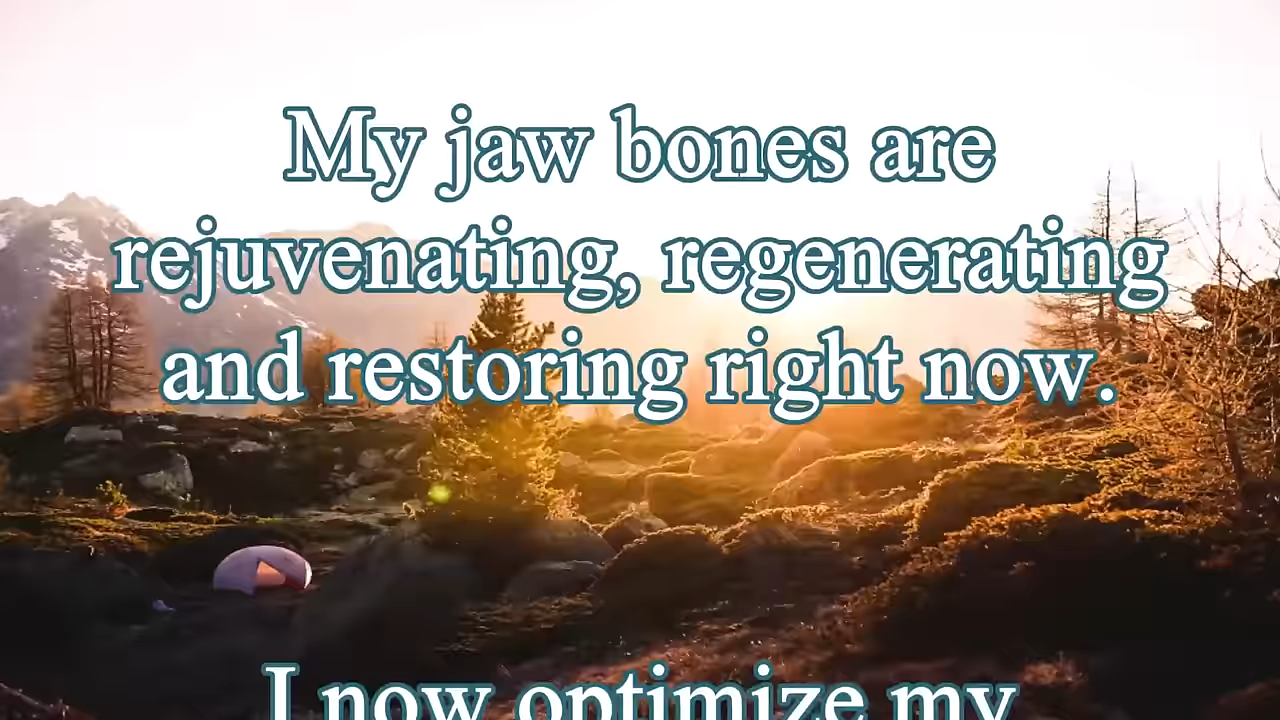 My jaw bones are
rejuvenating, regenerating
and restoring right now.
I now optimize my